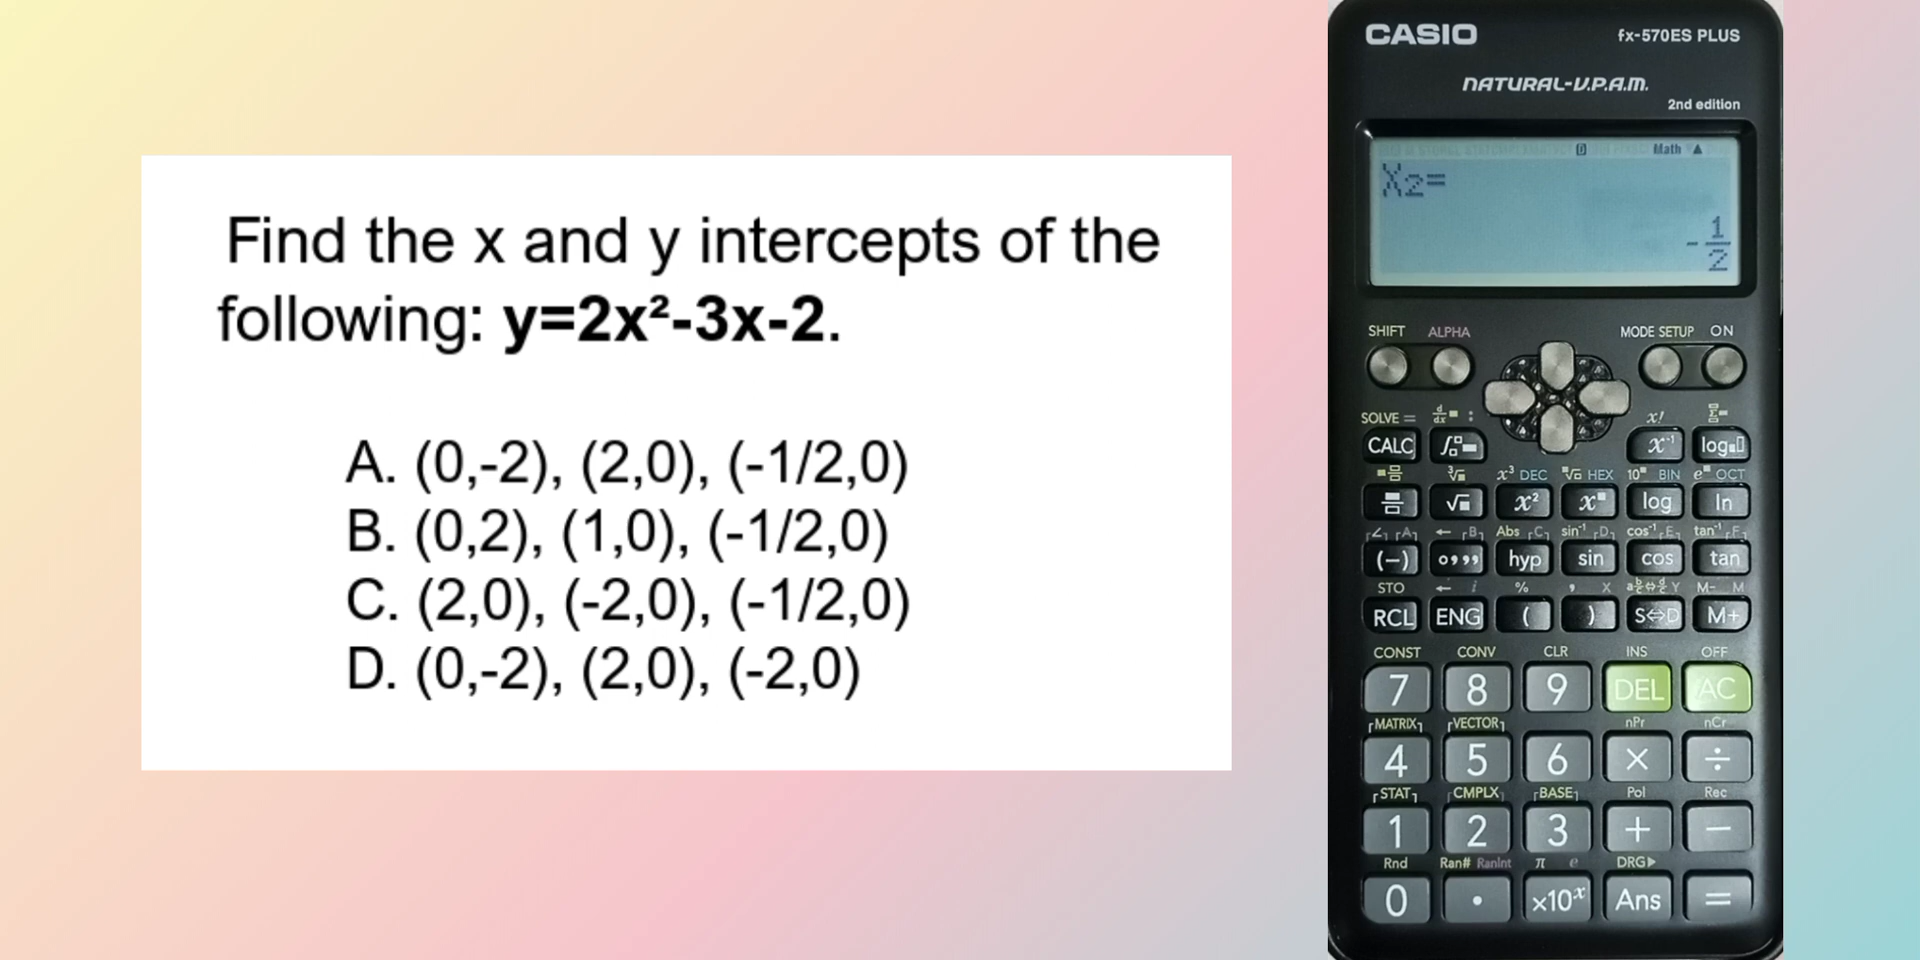 Find the x and y intercepts of the
following: y=2x²-3x-2.
A. (0,-2), (2,0), (-1/2,0)
B. (0,2), (1,0), (-1/2,0)
C. (2,0), (-2,0), (-1/2,0)
D. (0,-2), (2,0), (-2,0)
CASIO fx-570ES PLUS
NATURAL-V.P.A.M.
2nd edition
D Math ▲
X₂=
-1/2
SHIFT ALPHA MODE SETUP ON
SOLVE = d/dx■ : x! Σ■
CALC ∫■ x⁻¹ log■□
■■/□ ³√■ x³ DEC ■√□ HEX 10■ BIN e■ OCT
■/□ √■ x² x■ log ln
∠ A ← B Abs C sin⁻¹ D cos⁻¹ E tan⁻¹ F
(−) °,,, hyp sin cos tan
STO ← i % , X a b/c⇔d/c Y M− M
RCL ENG ( ) S⇔D M+
CONST CONV CLR INS OFF
7 8 9 DEL AC
MATRIX VECTOR nPr nCr
4 5 6 × ÷
STAT CMPLX BASE Pol Rec
1 2 3 + −
Rnd Ran# RanInt π e DRG▶
0 • ×10ˣ Ans =